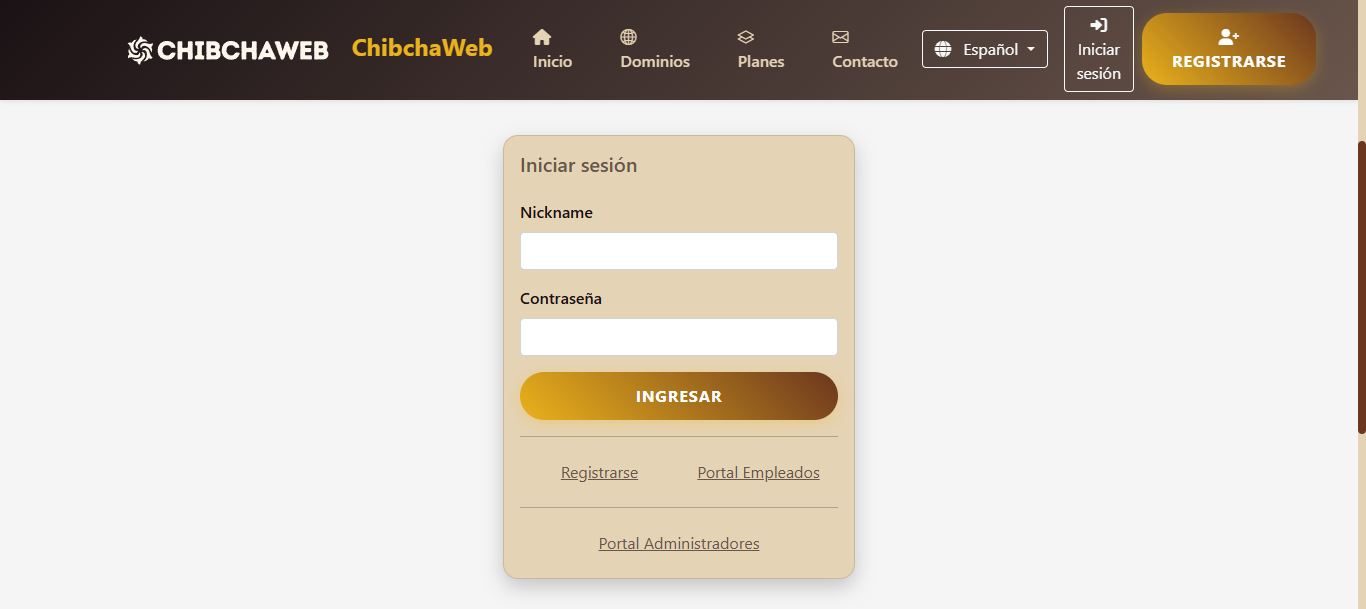 CHIBCHAWEB
ChibchaWeb
Inicio
Dominios
Planes
Contacto
Español
Iniciar
sesión
REGISTRARSE
Iniciar sesión
Nickname
Contraseña
INGRESAR
Registrarse
Portal Empleados
Portal Administradores